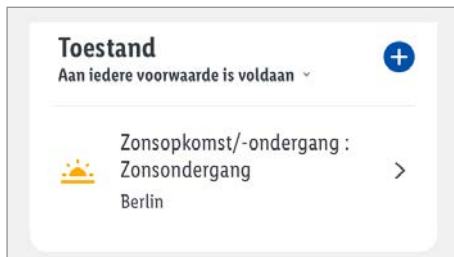 Toestand
Aan iedere voorwaarde is voldaan
Zonsopkomst/-ondergang :
Zonsondergang
Berlin